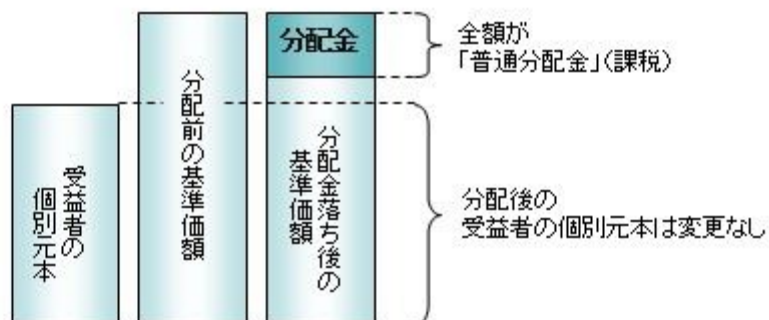 受益者の
個別元本
分配前の基準価額
分配金
分配金落ち後の
基準価額
全額が
「普通分配金」(課税)
分配後の
受益者の個別元本は変更なし